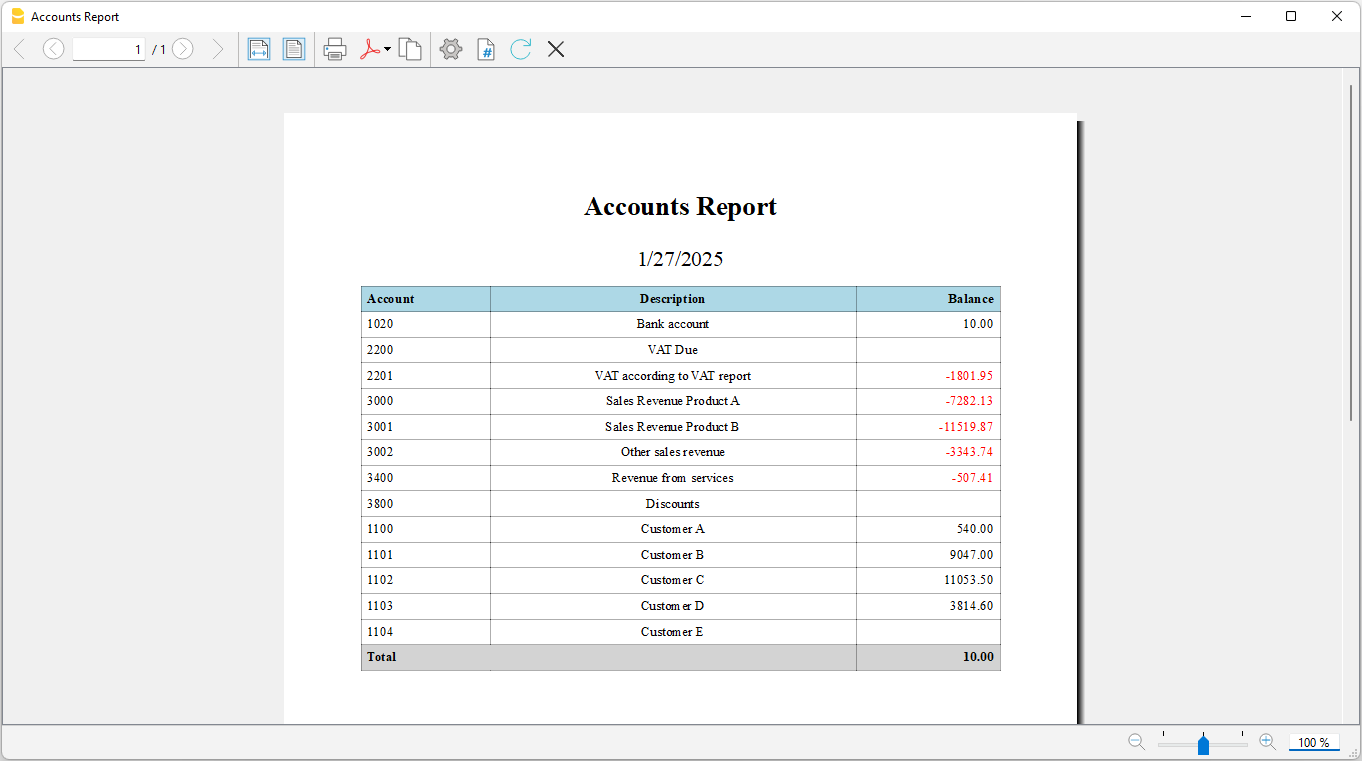 Accounts Report
1 / 1
#
Accounts Report
1/27/2025
Account Description Balance
1020 Bank account 10.00
2200 VAT Due
2201 VAT according to VAT report -1801.95
3000 Sales Revenue Product A -7282.13
3001 Sales Revenue Product B -11519.87
3002 Other sales revenue -3343.74
3400 Revenue from services -507.41
3800 Discounts
1100 Customer A 540.00
1101 Customer B 9047.00
1102 Customer C 11053.50
1103 Customer D 3814.60
1104 Customer E
Total 10.00
100 %